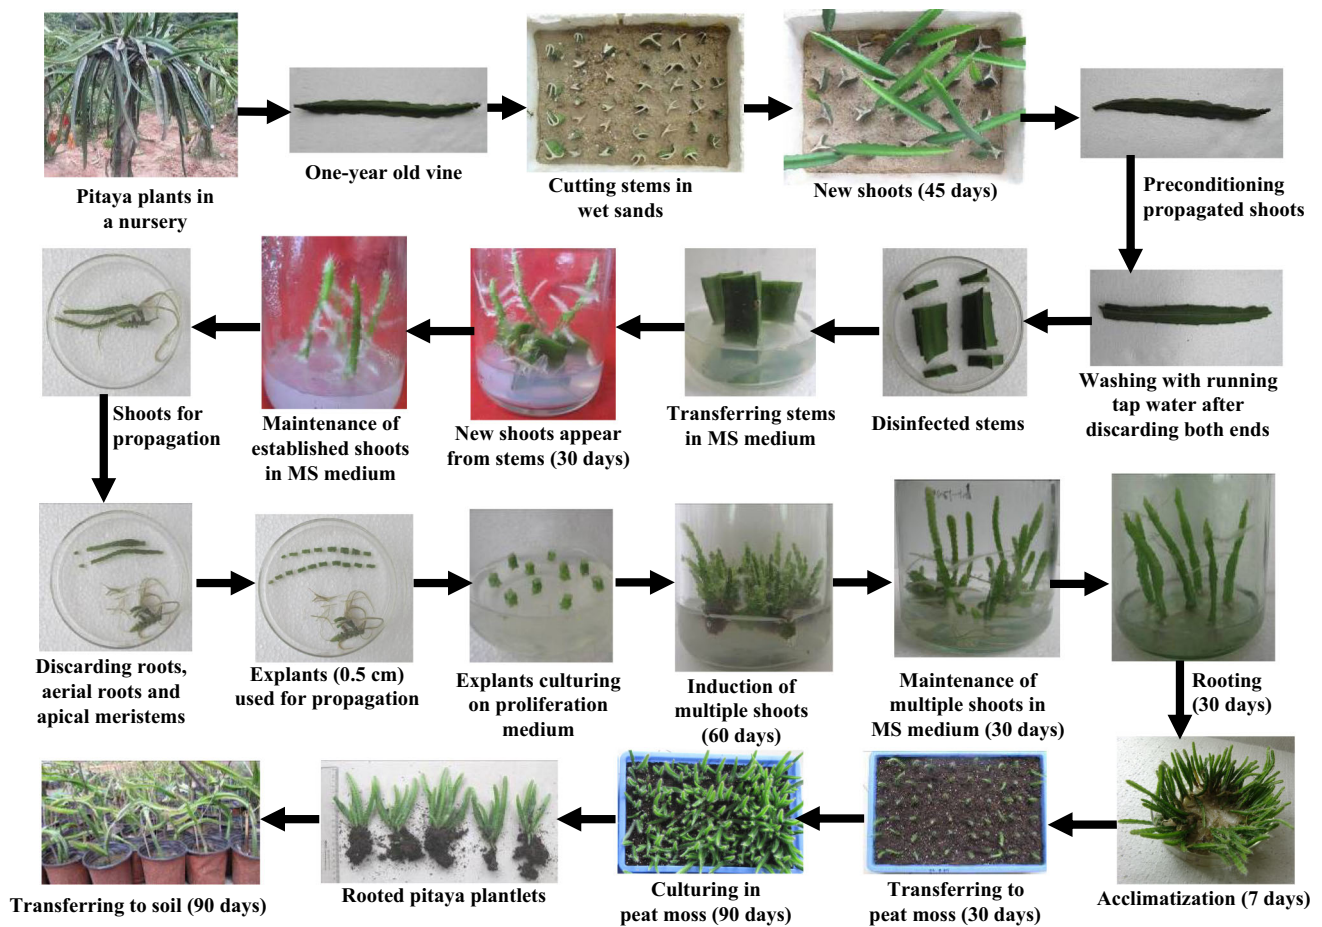 Pitaya plants in
a nursery
One-year old vine
Cutting stems in
wet sands
New shoots (45 days)
Preconditioning
propagated shoots
Washing with running
tap water after
discarding both ends
Disinfected stems
Transferring stems
in MS medium
New shoots appear
from stems (30 days)
Maintenance of
established shoots
in MS medium
Shoots for
propagation
Discarding roots,
aerial roots and
apical meristems
Explants (0.5 cm)
used for propagation
Explants culturing
on proliferation
medium
Induction of
multiple shoots
(60 days)
Maintenance of
multiple shoots in
MS medium (30 days)
Rooting
(30 days)
Acclimatization (7 days)
Transferring to
peat moss (30 days)
Culturing in
peat moss (90 days)
Rooted pitaya plantlets
Transferring to soil (90 days)